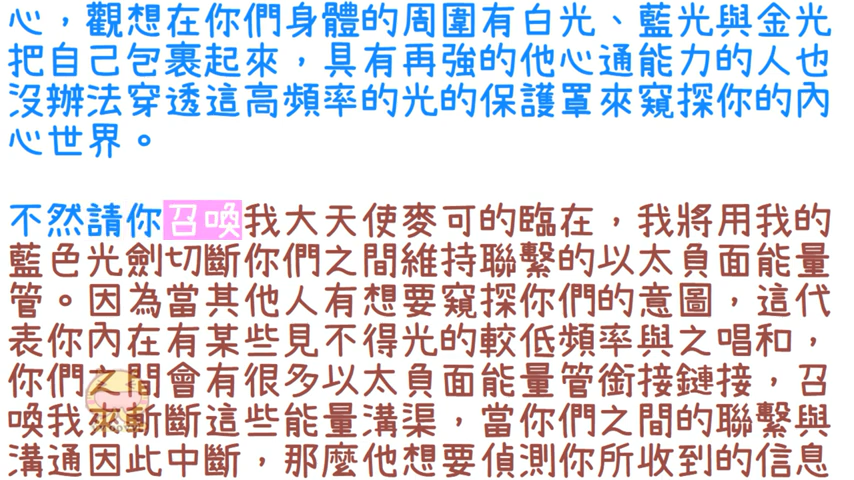 心，觀想在你們身體的周圍有白光、藍光與金光
把自己包裹起來，具有再強的他心通能力的人也
沒辦法穿透這高頻率的光的保護罩來窺探你的內
心世界。
不然請你召喚我大天使麥可的臨在，我將用我的
藍色光劍切斷你們之間維持聯繫的以太負面能量
管。因為當其他人有想要窺探你們的意圖，這代
表你內在有某些見不得光的較低頻率與之唱和，
你們之間會有很多以太負面能量管銜接鏈接，召
喚我來斬斷這些能量溝渠，當你們之間的聯繫與
溝通因此中斷，那麼他想要偵測你所收到的信息